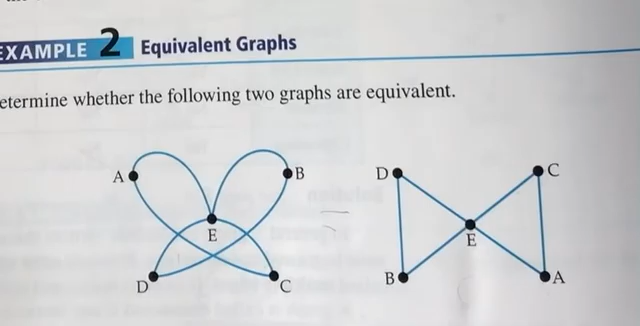 EXAMPLE 2 Equivalent Graphs
etermine whether the following two graphs are equivalent.
A B D C
E E
D C B A